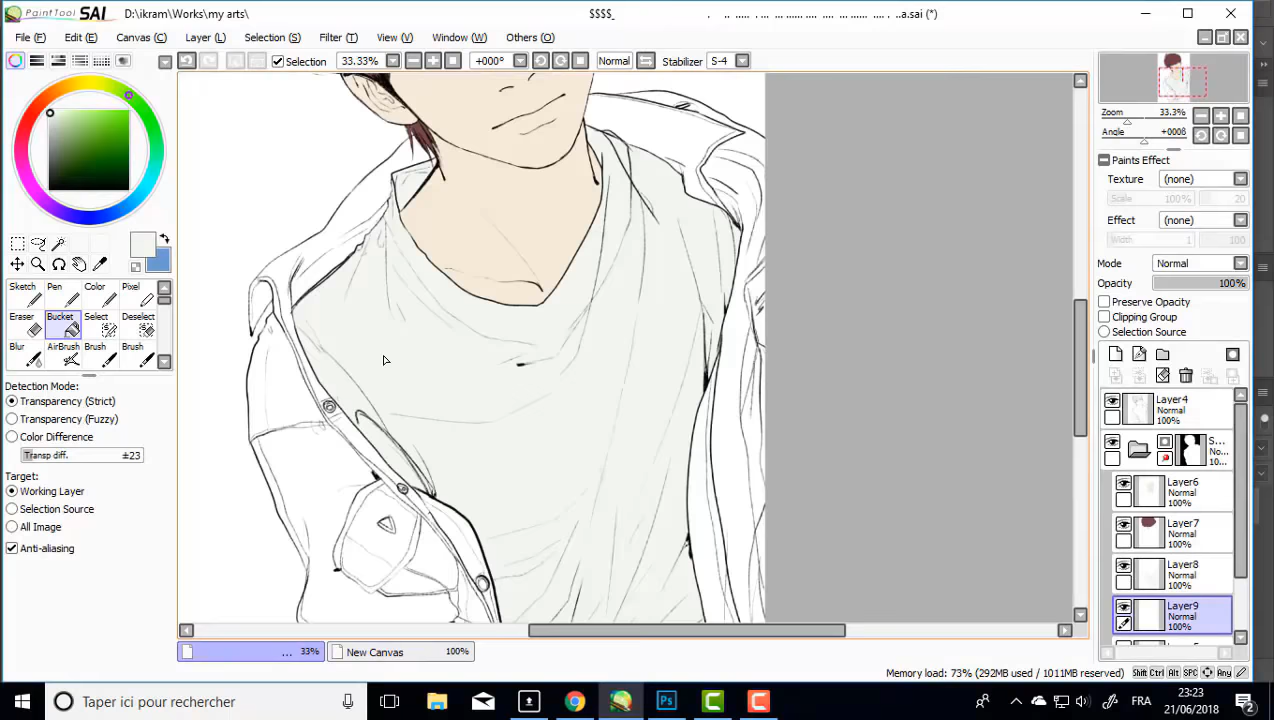 PaintTool SAI D:\ikram\Works\my arts\ $$$$_ a.sai (*)
File (F) Edit (E) Canvas (C) Layer (L) Selection (S) Filter (T) View (V) Window (W) Others (O)
Selection 33.33% +000° Normal Stabilizer S-4
Zoom 33.3%
Angle +000δ
Paints Effect
Texture (none)
Scale 100% 20
Effect (none)
Width 1 100
Mode Normal
Opacity 100%
Preserve Opacity
Clipping Group
Selection Source
Sketch Pen Color Pixel
Eraser Bucket Select Deselect
Blur AirBrush Brush Brush
Detection Mode:
Transparency (Strict)
Transparency (Fuzzy)
Color Difference
Transp diff. ±23
Target:
Working Layer
Selection Source
All Image
Anti-aliasing
Layer4
Normal
100%
S...
No...
10...
Layer6
Normal
100%
Layer7
Normal
100%
Layer8
Normal
100%
Layer9
Normal
100%
... 33% New Canvas 100%
Memory load: 73% (292MB used / 1011MB reserved) Shift Ctrl Alt SPC Any
Taper ici pour rechercher
Ps
FRA
23:23
21/06/2018
2